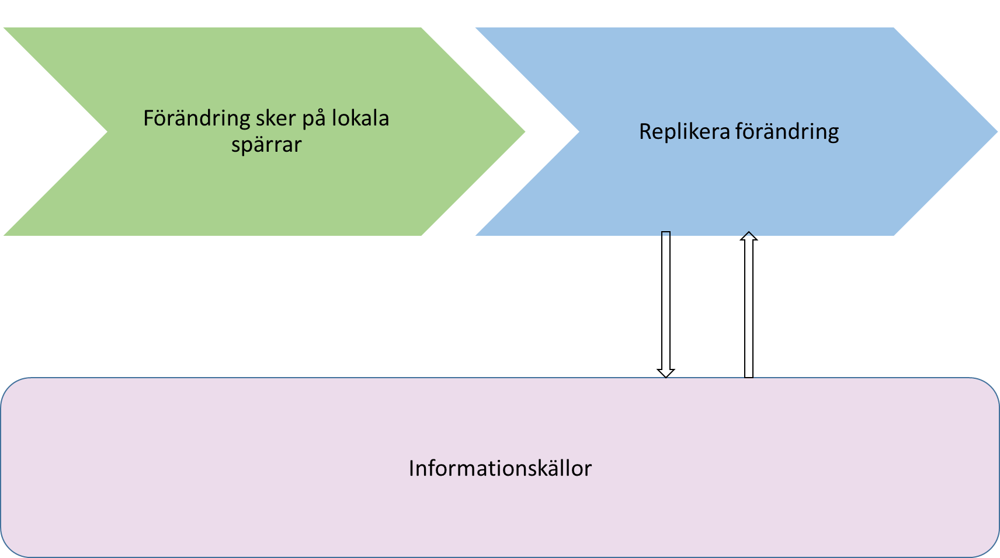 Förändring sker på lokala
spärrar
Replikera förändring
Informationskällor